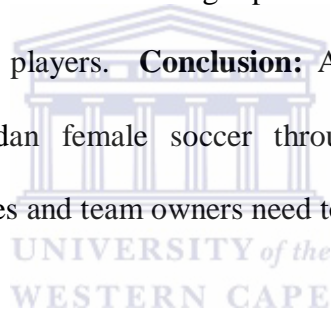 players. Conclusion: A
dan female soccer throu
es and team owners need to
UNIVERSITY of the
WESTERN CAPE